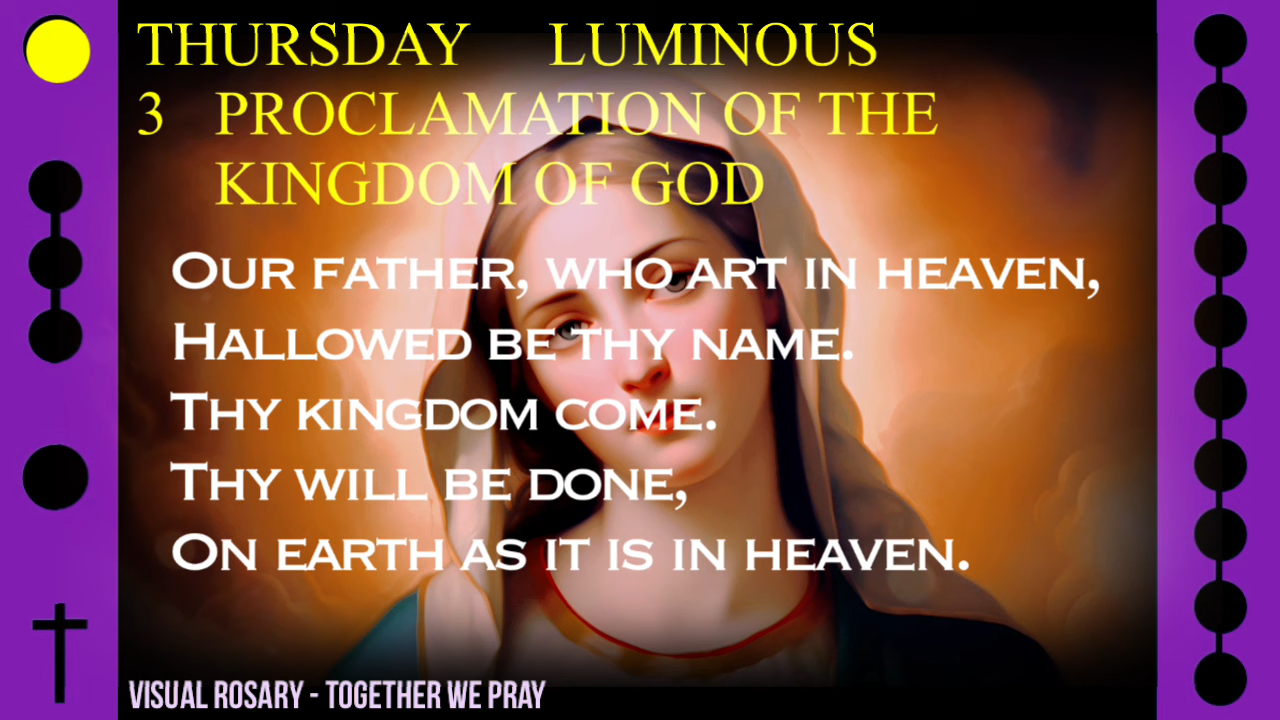 THURSDAY LUMINOUS
3 PROCLAMATION OF THE
KINGDOM OF GOD
OUR FATHER, WHO ART IN HEAVEN,
HALLOWED BE THY NAME.
THY KINGDOM COME.
THY WILL BE DONE,
ON EARTH AS IT IS IN HEAVEN.
VISUAL ROSARY - TOGETHER WE PRAY